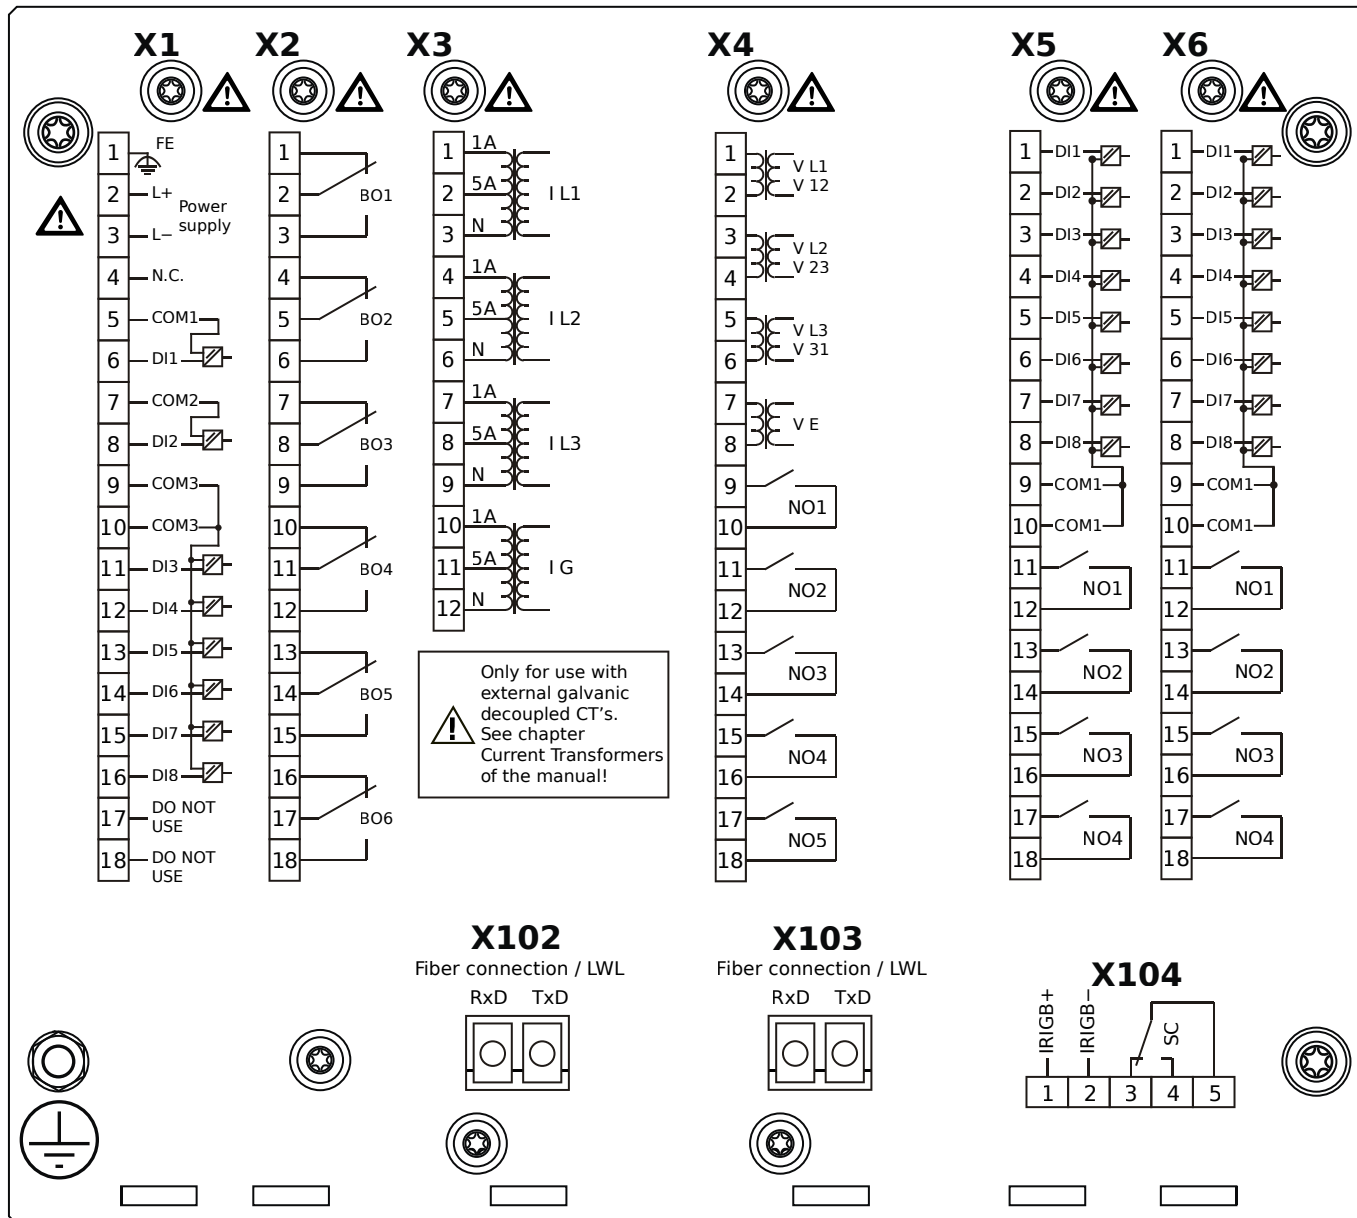 X1
X2
X3
X4
X5
X6
1 FE
2 L+
Power
supply
3 L−
4 N.C.
5 COM1
6 DI1
7 COM2
8 DI2
9 COM3
10 COM3
11 DI3
12 DI4
13 DI5
14 DI6
15 DI7
16 DI8
17 DO NOT
USE
18 DO NOT
USE
1
2 BO1
3
4
5 BO2
6
7
8 BO3
9
10
11 BO4
12
13
14 BO5
15
16
17 BO6
18
1 1A
2 5A I L1
3 N
4 1A
5 5A I L2
6 N
7 1A
8 5A I L3
9 N
10 1A
11 5A I G
12 N
Only for use with
external galvanic
decoupled CT's.
See chapter
Current Transformers
of the manual!
1 V L1
2 V 12
3 V L2
4 V 23
5 V L3
6 V 31
7 V E
8
9 NO1
10
11 NO2
12
13 NO3
14
15 NO4
16
17 NO5
18
1 DI1
2 DI2
3 DI3
4 DI4
5 DI5
6 DI6
7 DI7
8 DI8
9 COM1
10 COM1
11 NO1
12
13 NO2
14
15 NO3
16
17 NO4
18
1 DI1
2 DI2
3 DI3
4 DI4
5 DI5
6 DI6
7 DI7
8 DI8
9 COM1
10 COM1
11 NO1
12
13 NO2
14
15 NO3
16
17 NO4
18
X102
Fiber connection / LWL
RxD TxD
X103
Fiber connection / LWL
RxD TxD
X104
IRIGB+
IRIGB−
SC
1 2 3 4 5